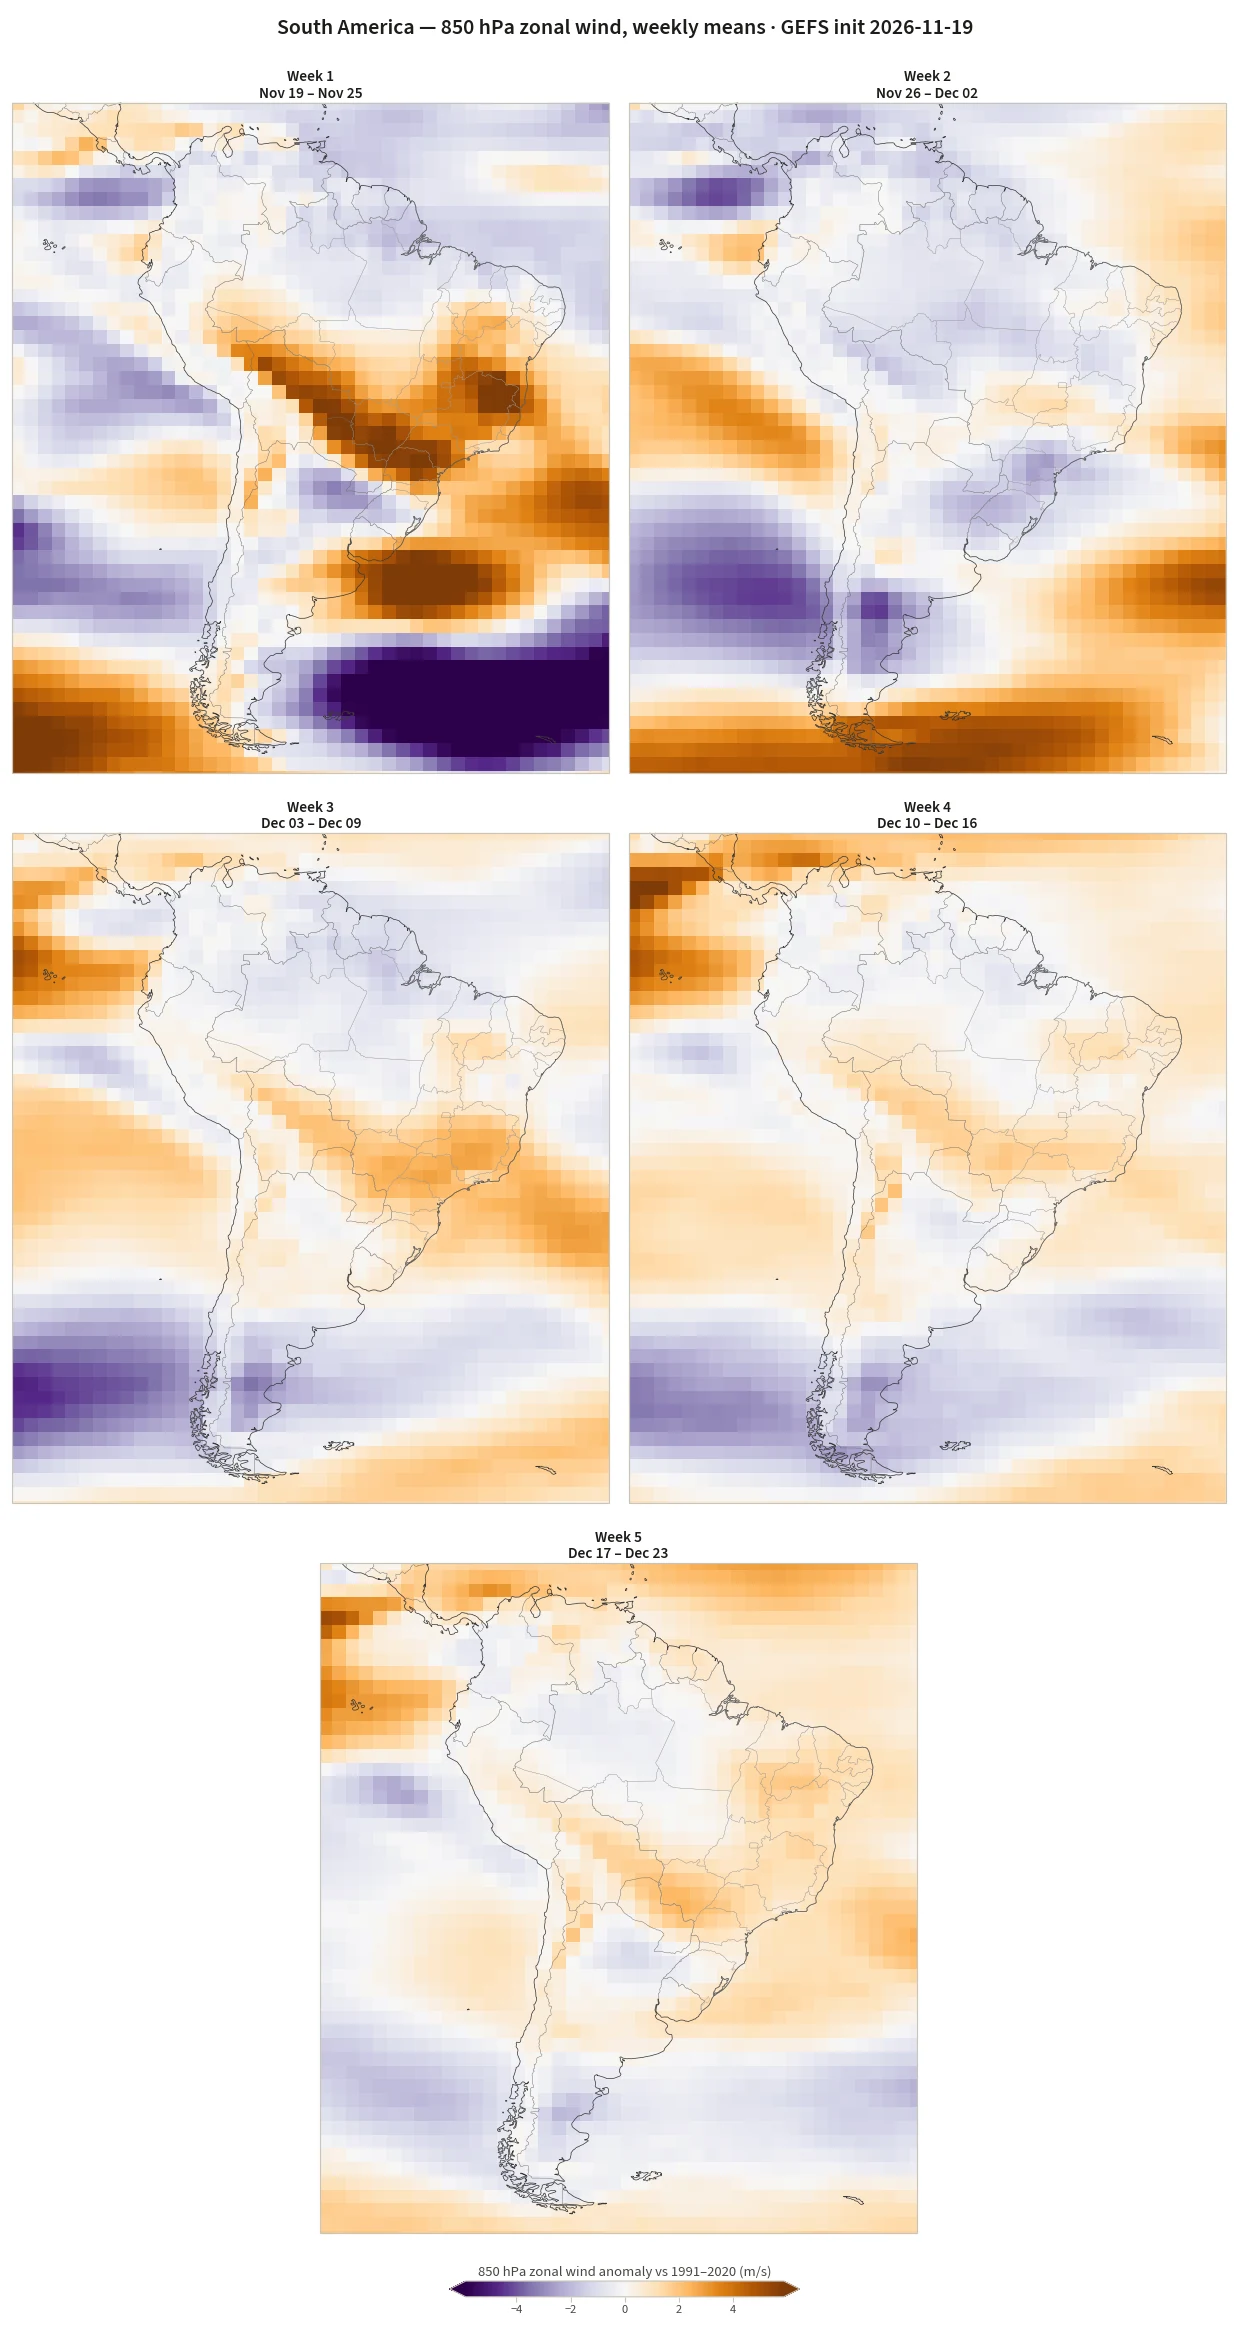 South America — 850 hPa zonal wind, weekly means · GEFS init 2026-11-19
Week 1
Nov 19 – Nov 25
Week 2
Nov 26 – Dec 02
Week 3
Dec 03 – Dec 09
Week 4
Dec 10 – Dec 16
Week 5
Dec 17 – Dec 23
850 hPa zonal wind anomaly vs 1991–2020 (m/s)
−4 −2 0 2 4